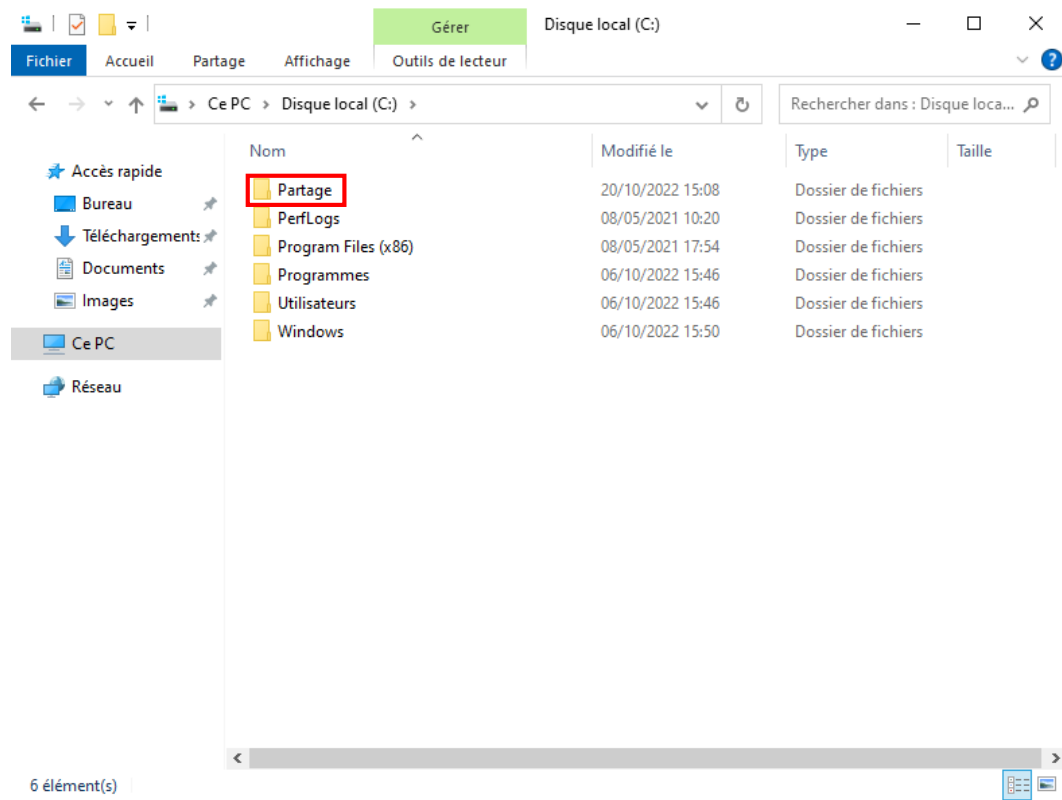 Gérer Disque local (C:)
Fichier Accueil Partage Affichage Outils de lecteur ?
Ce PC > Disque local (C:) > Rechercher dans : Disque loca...
Nom Modifié le Type Taille
Accès rapide
Bureau
Téléchargements
Documents
Images
Ce PC
Réseau
Partage 20/10/2022 15:08 Dossier de fichiers
PerfLogs 08/05/2021 10:20 Dossier de fichiers
Program Files (x86) 08/05/2021 17:54 Dossier de fichiers
Programmes 06/10/2022 15:46 Dossier de fichiers
Utilisateurs 06/10/2022 15:46 Dossier de fichiers
Windows 06/10/2022 15:50 Dossier de fichiers
6 élément(s)